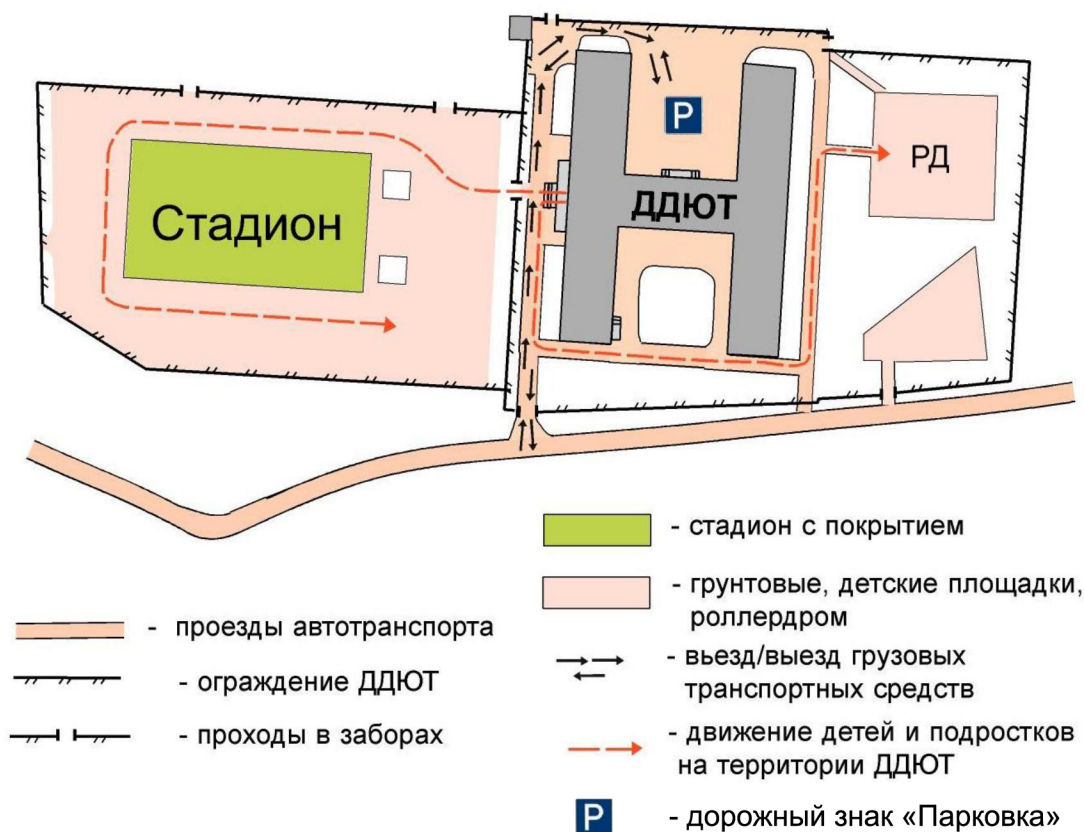 P
РД
ДДЮТ
Стадион
- стадион с покрытием
- грунтовые, детские площадки,
роллердром
- проезды автотранспорта
- вьезд/выезд грузовых
транспортных средств
- ограждение ДДЮТ
- проходы в заборах
- движение детей и подростков
на территории ДДЮТ
P - дорожный знак «Парковка»